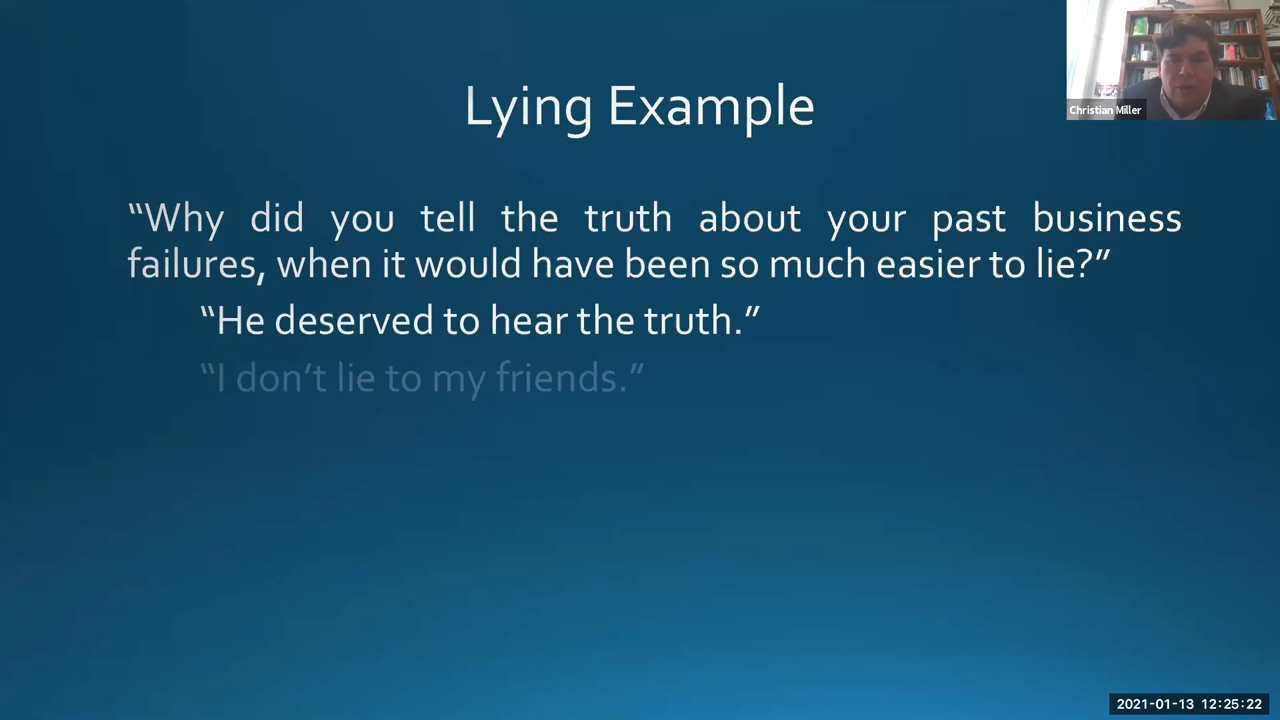 Lying Example
“Why did you tell the truth about your past business
failures, when it would have been so much easier to lie?”
“He deserved to hear the truth.”
“I don’t lie to my friends.”
Christian Miller
2021-01-13 12:25:22